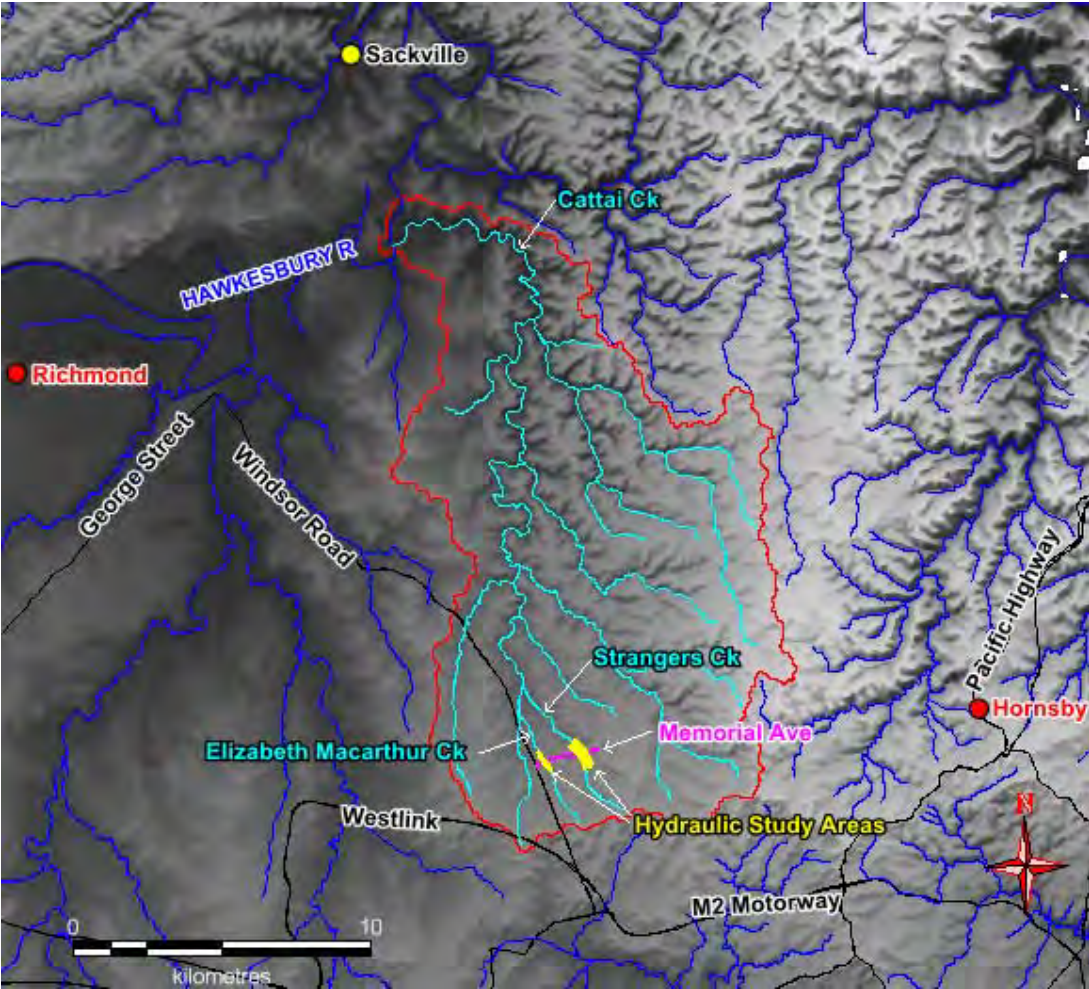 Sackville
Cattai Ck
HAWKESBURY R
Richmond
George Street
Windsor Road
Pacific Highway
Strangers Ck
Hornsby
Memorial Ave
Elizabeth Macarthur Ck
Westlink
Hydraulic Study Areas
N
M2 Motorway
0 10
kilometres